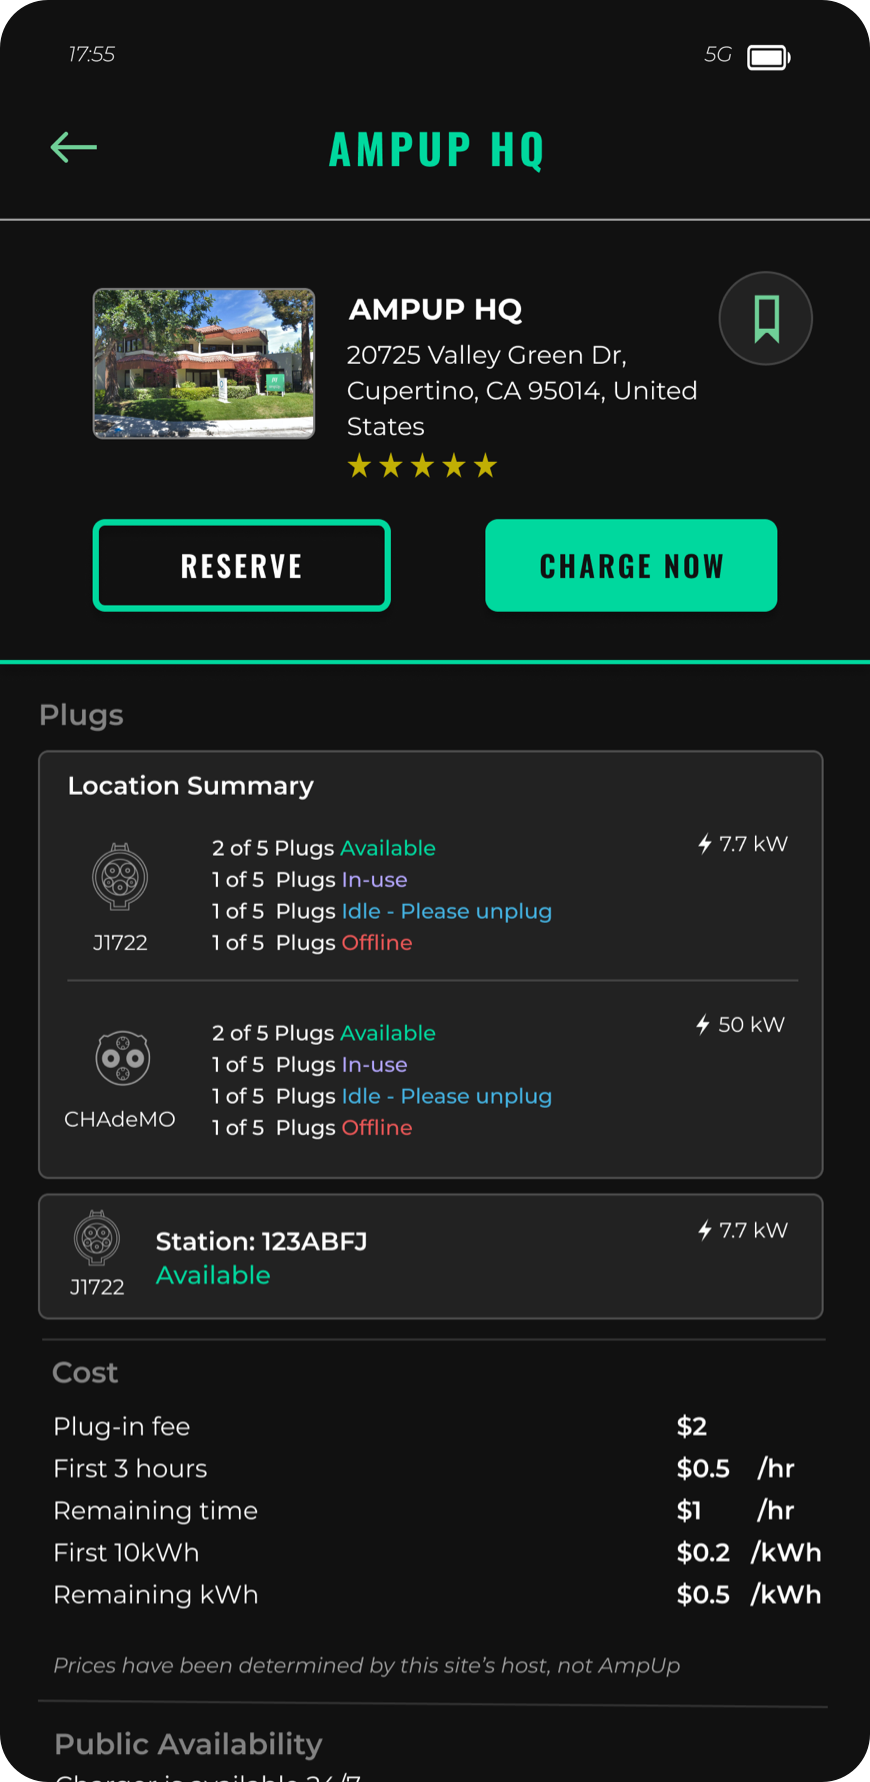 17:55
5G
AMPUP HQ
AMPUP HQ
20725 Valley Green Dr,
Cupertino, CA 95014, United
States
RESERVE
CHARGE NOW
Plugs
Location Summary
2 of 5 Plugs Available
7.7 kW
1 of 5 Plugs In-use
1 of 5 Plugs Idle - Please unplug
1 of 5 Plugs Offline
J1722
2 of 5 Plugs Available
50 kW
1 of 5 Plugs In-use
1 of 5 Plugs Idle - Please unplug
1 of 5 Plugs Offline
CHAdeMO
Station: 123ABFJ
7.7 kW
Available
J1722
Cost
Plug-in fee $2
First 3 hours $0.5 /hr
Remaining time $1 /hr
First 10kWh $0.2 /kWh
Remaining kWh $0.5 /kWh
Prices have been determined by this site's host, not AmpUp
Public Availability
Charger is available 24/7